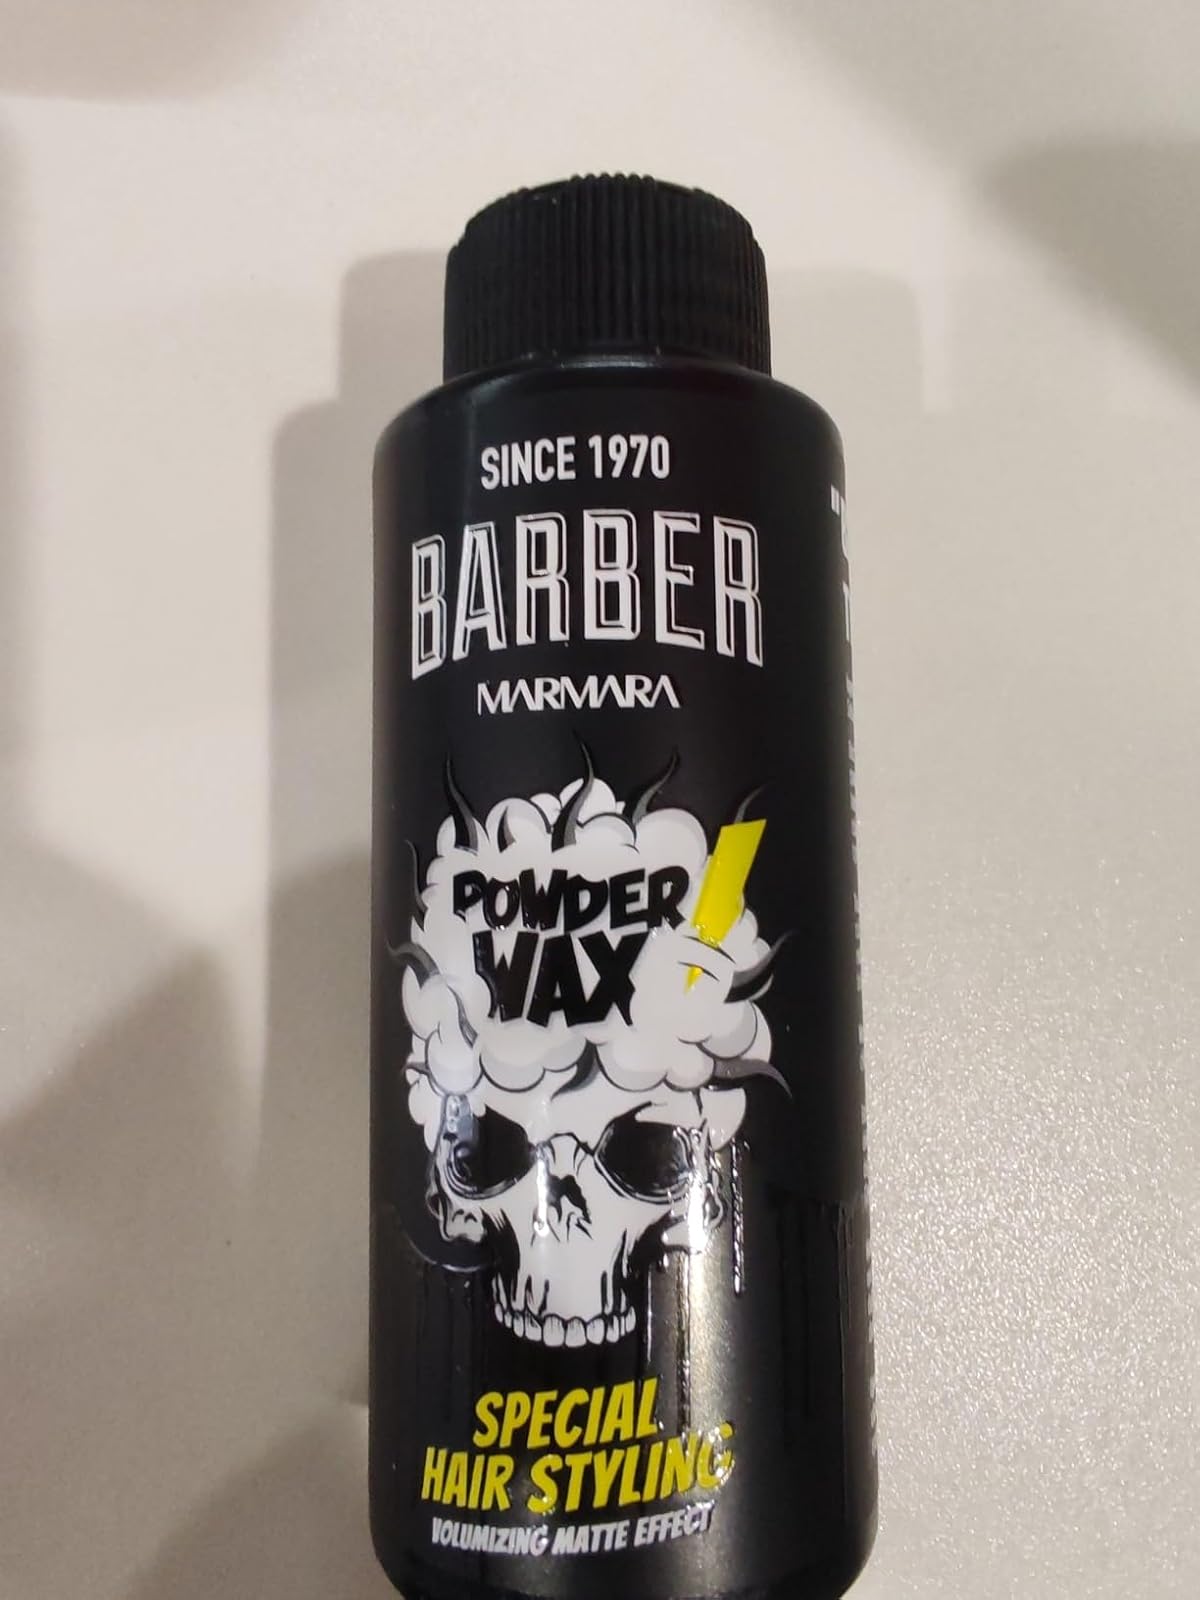 SINCE 1970
BARBER
MARMARA
POWDER
WAX
SPECIAL
HAIR STYLING
VOLUMIZING MATTE EFFECT